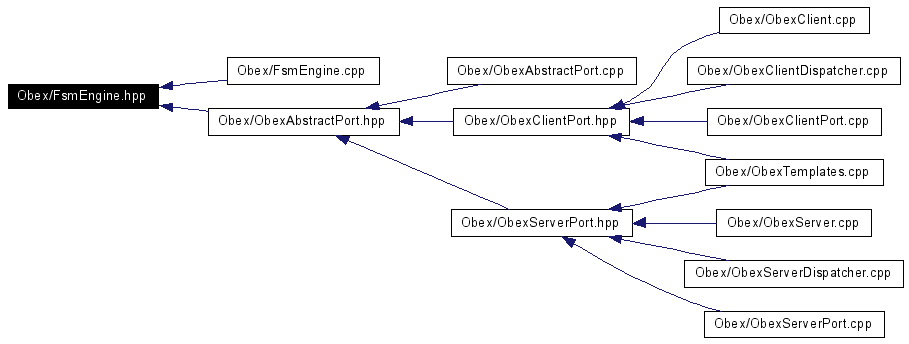 Obex/ObexClient.cpp
Obex/FsmEngine.cpp
Obex/ObexAbstractPort.cpp
Obex/ObexClientDispatcher.cpp
Obex/FsmEngine.hpp
Obex/ObexAbstractPort.hpp
Obex/ObexClientPort.hpp
Obex/ObexClientPort.cpp
Obex/ObexTemplates.cpp
Obex/ObexServerPort.hpp
Obex/ObexServer.cpp
Obex/ObexServerDispatcher.cpp
Obex/ObexServerPort.cpp